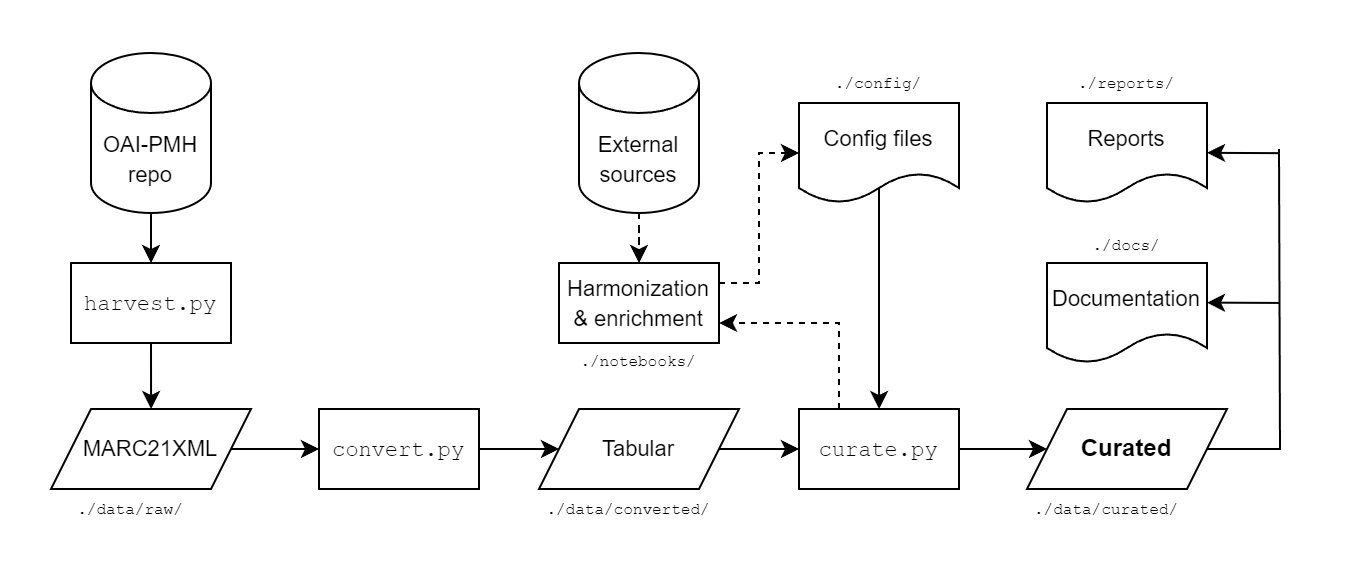 OAI-PMH
repo
harvest.py
MARC21XML
./data/raw/
convert.py
External
sources
Harmonization
& enrichment
./notebooks/
Tabular
./data/converted/
./config/
Config files
curate.py
./reports/
Reports
./docs/
Documentation
Curated
./data/curated/